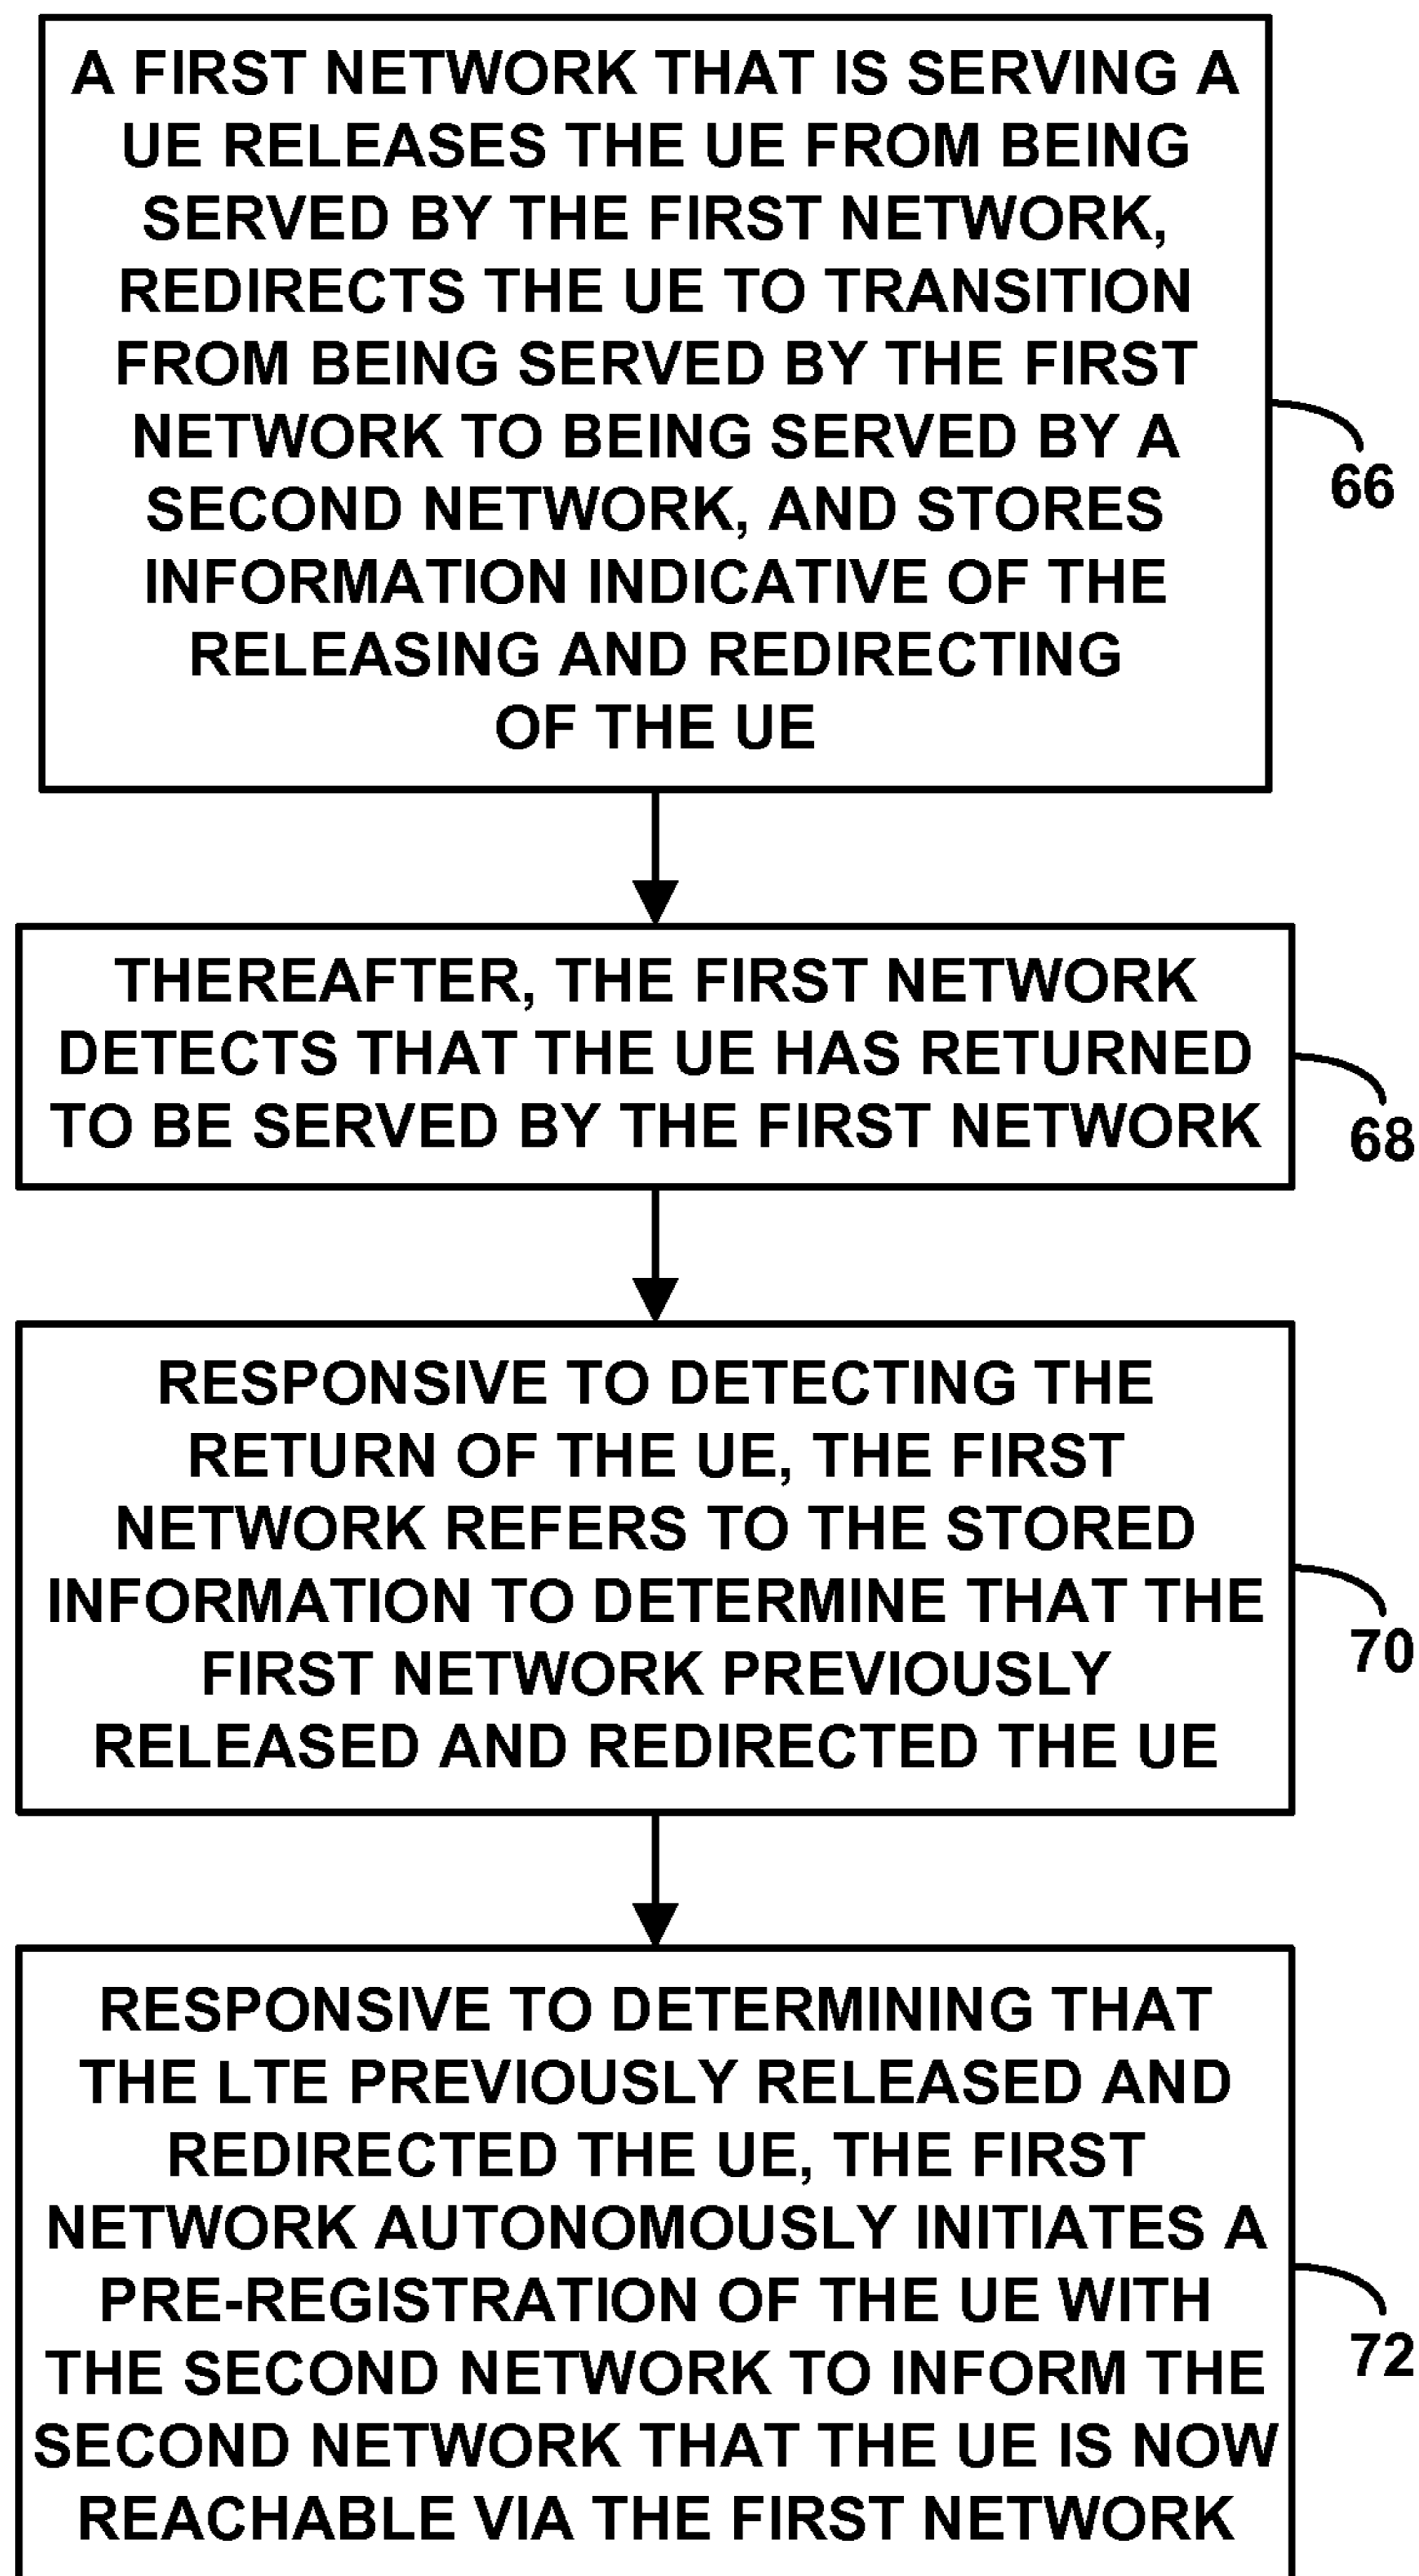 A FIRST NETWORK THAT IS SERVING A
UE RELEASES THE UE FROM BEING
SERVED BY THE FIRST NETWORK,
REDIRECTS THE UE TO TRANSITION
FROM BEING SERVED BY THE FIRST
NETWORK TO BEING SERVED BY A
SECOND NETWORK, AND STORES
INFORMATION INDICATIVE OF THE
RELEASING AND REDIRECTING
OF THE UE
66
THEREAFTER, THE FIRST NETWORK
DETECTS THAT THE UE HAS RETURNED
TO BE SERVED BY THE FIRST NETWORK
68
RESPONSIVE TO DETECTING THE
RETURN OF THE UE, THE FIRST
NETWORK REFERS TO THE STORED
INFORMATION TO DETERMINE THAT THE
FIRST NETWORK PREVIOUSLY
RELEASED AND REDIRECTED THE UE
70
RESPONSIVE TO DETERMINING THAT
THE LTE PREVIOUSLY RELEASED AND
REDIRECTED THE UE, THE FIRST
NETWORK AUTONOMOUSLY INITIATES A
PRE-REGISTRATION OF THE UE WITH
THE SECOND NETWORK TO INFORM THE
SECOND NETWORK THAT THE UE IS NOW
REACHABLE VIA THE FIRST NETWORK
72